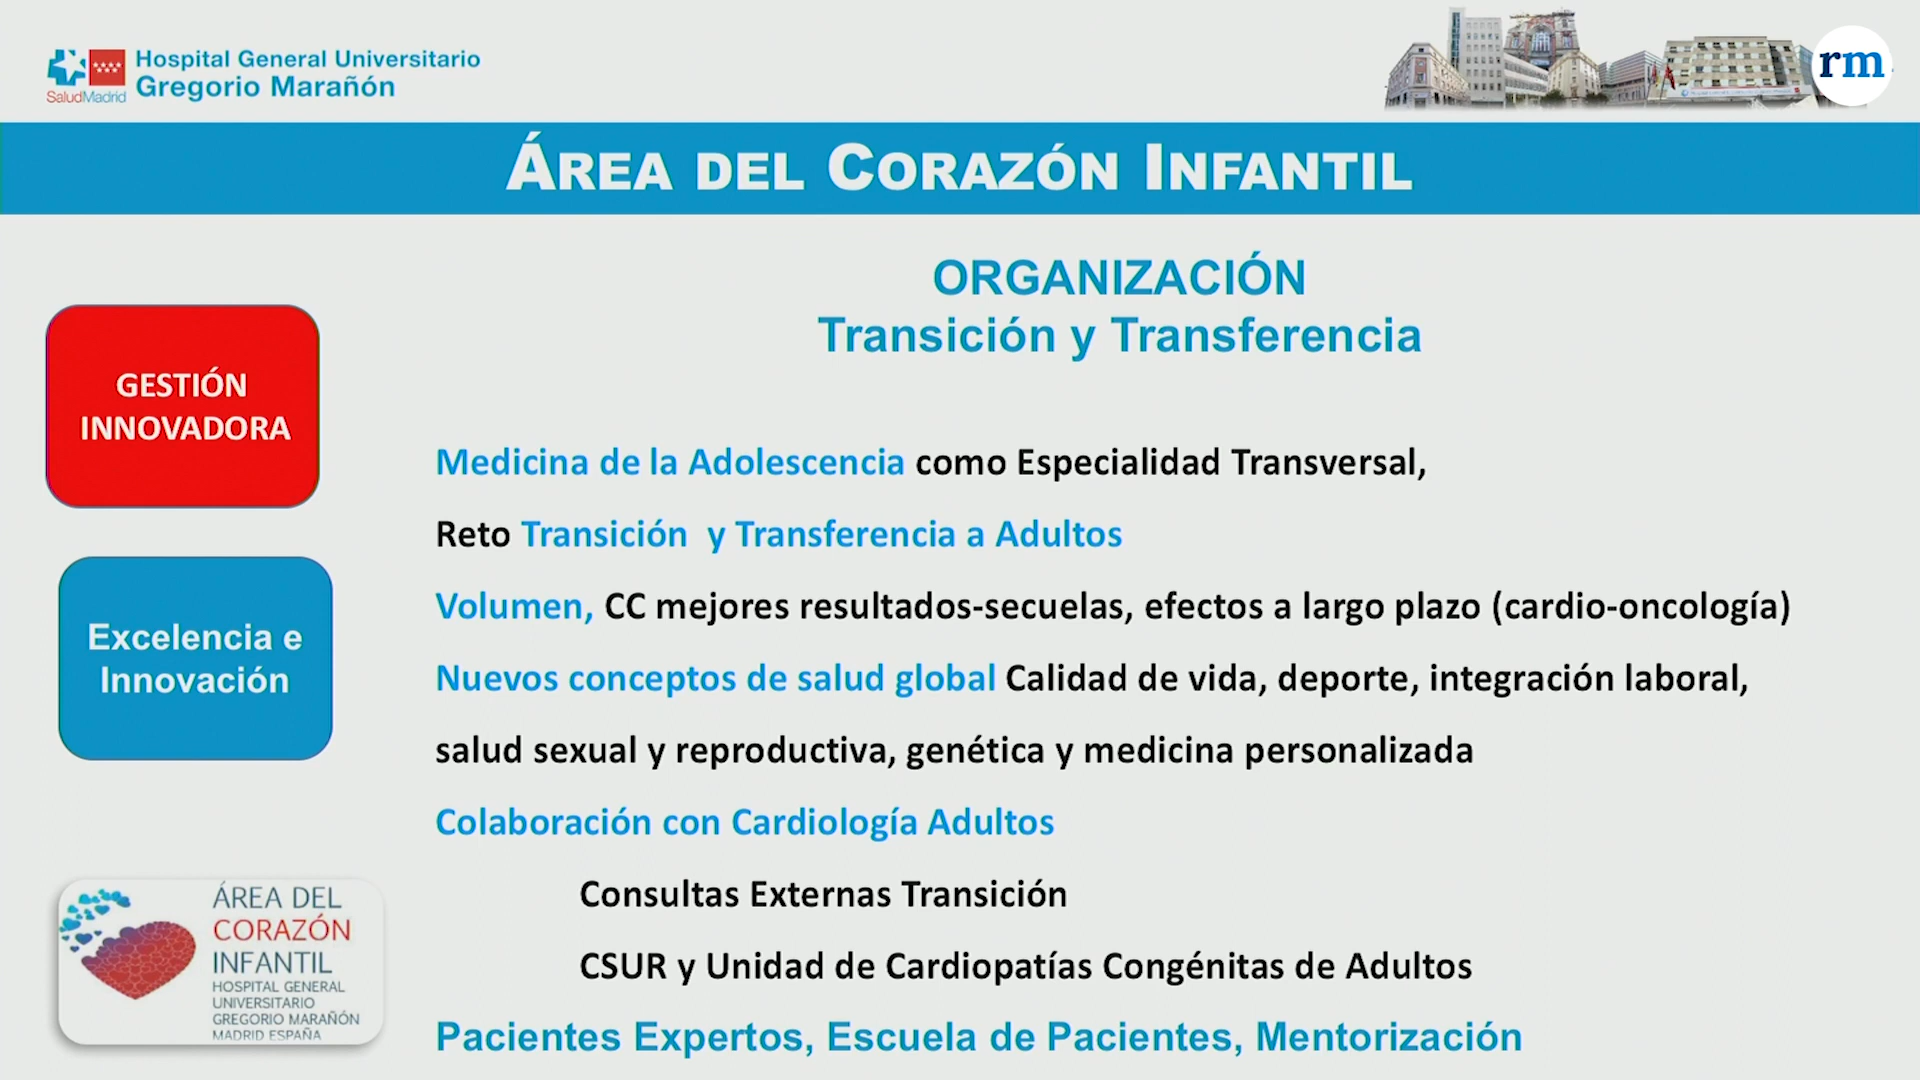 Hospital General Universitario
Gregorio Marañón
SaludMadrid
rm
ÁREA DEL CORAZÓN INFANTIL
ORGANIZACIÓN
Transición y Transferencia
GESTIÓN
INNOVADORA
Excelencia e
Innovación
Medicina de la Adolescencia como Especialidad Transversal,
Reto Transición y Transferencia a Adultos
Volumen, CC mejores resultados-secuelas, efectos a largo plazo (cardio-oncología)
Nuevos conceptos de salud global Calidad de vida, deporte, integración laboral,
salud sexual y reproductiva, genética y medicina personalizada
Colaboración con Cardiología Adultos
Consultas Externas Transición
CSUR y Unidad de Cardiopatías Congénitas de Adultos
Pacientes Expertos, Escuela de Pacientes, Mentorización
ÁREA DEL
CORAZÓN
INFANTIL
HOSPITAL GENERAL
UNIVERSITARIO
GREGORIO MARAÑÓN
MADRID ESPAÑA